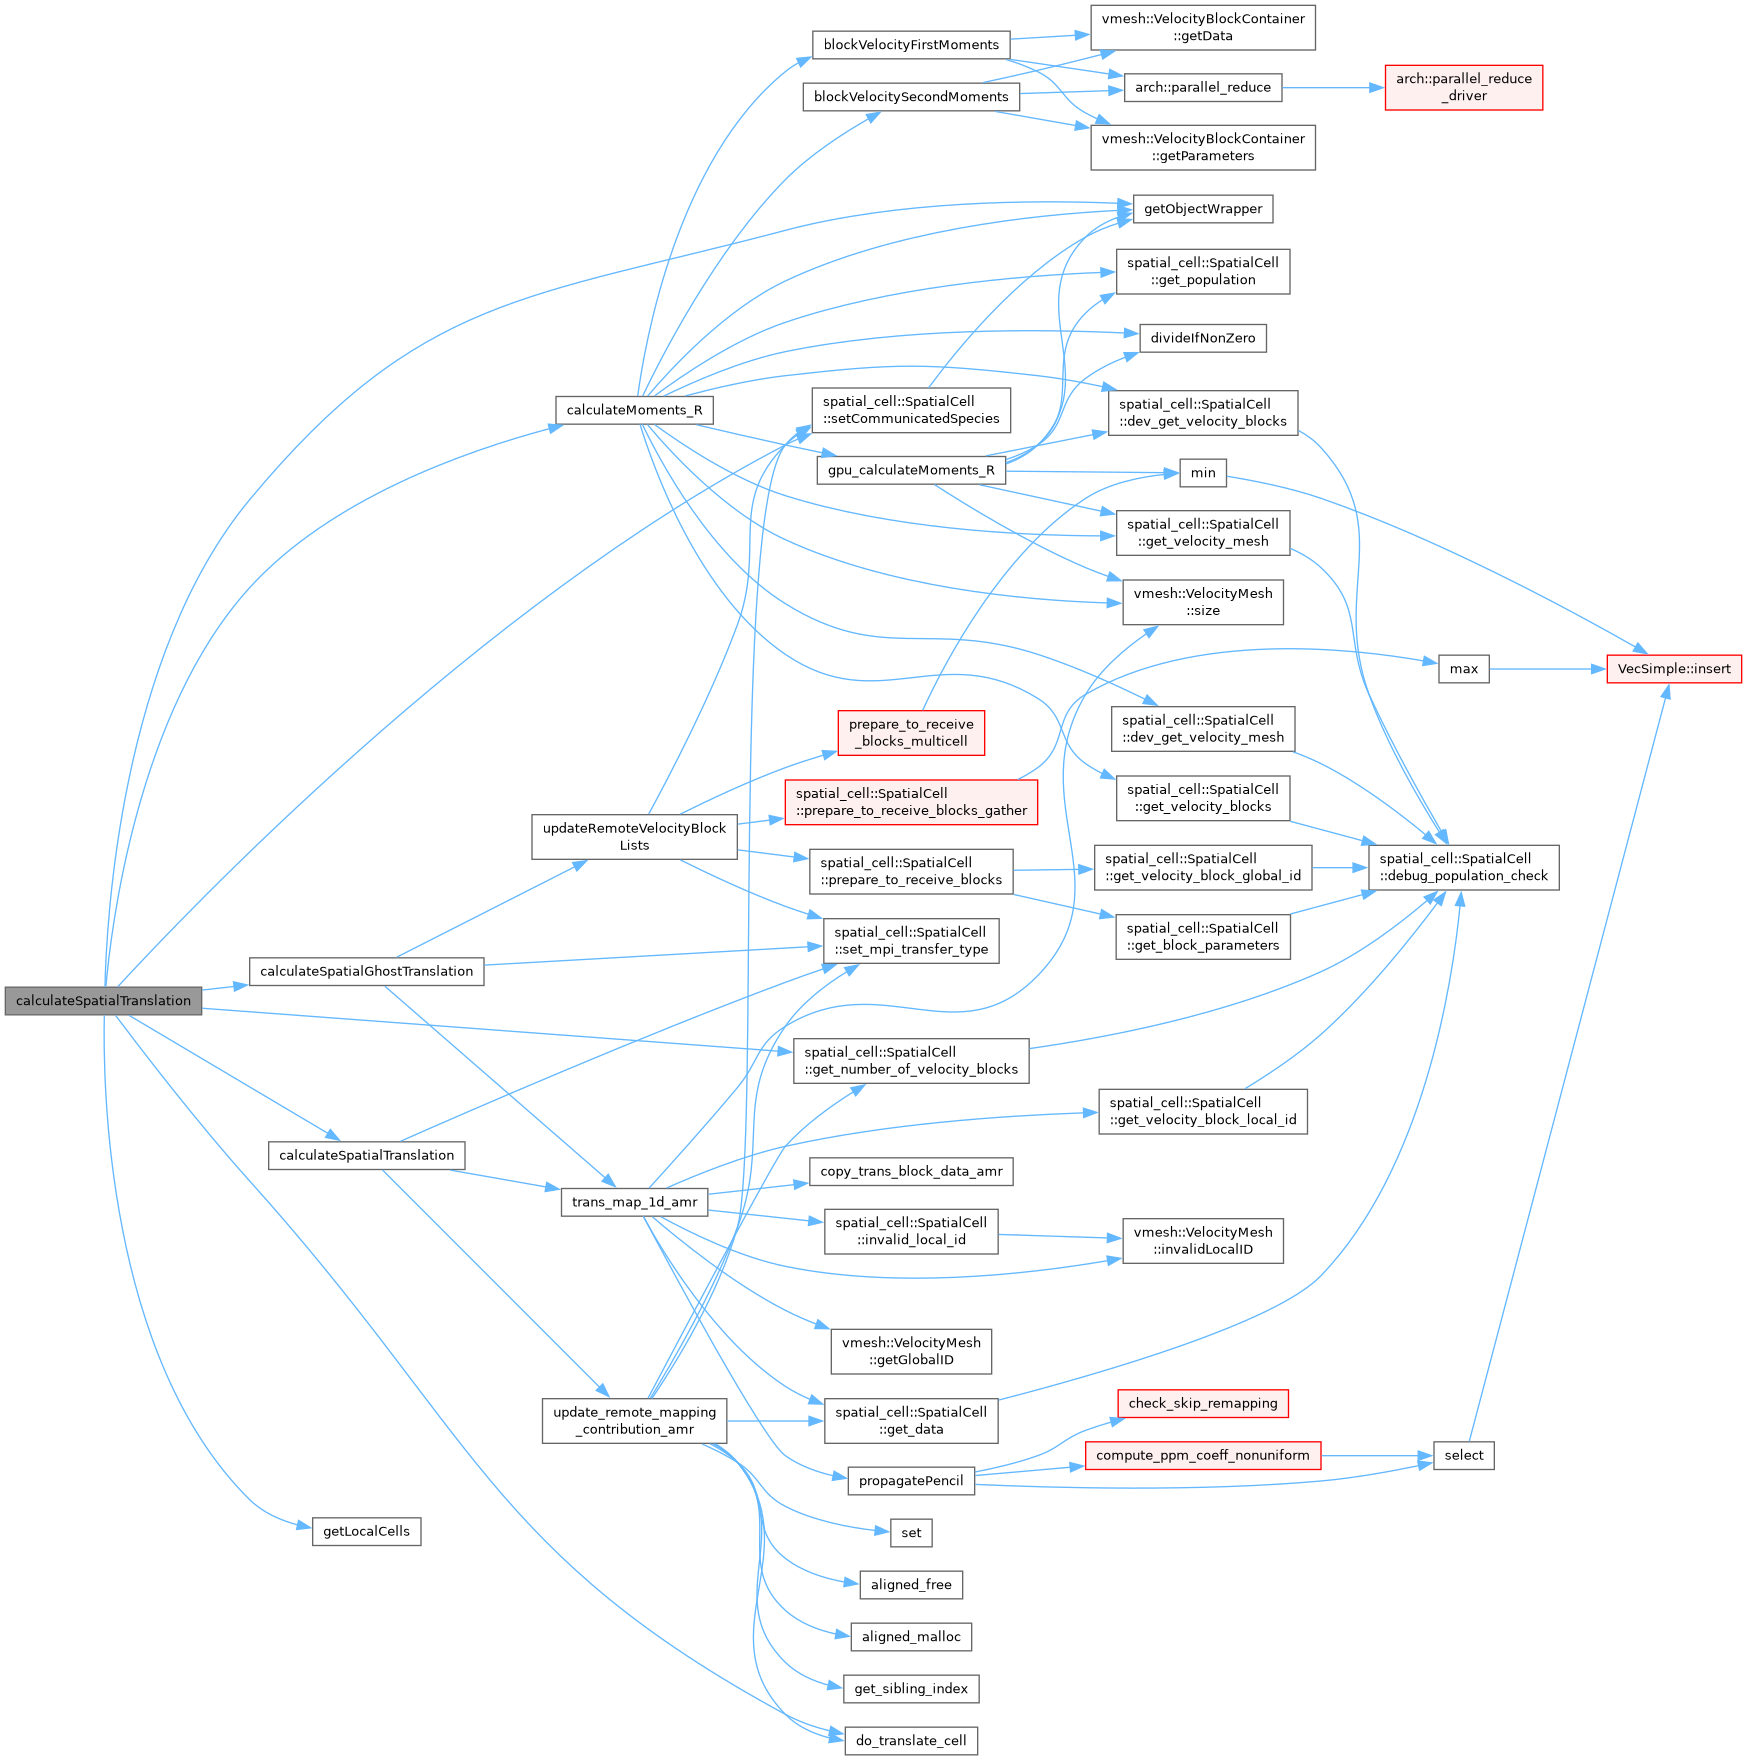 vmesh::VelocityBlockContainer
::getData
blockVelocityFirstMoments
arch::parallel_reduce
_driver
arch::parallel_reduce
blockVelocitySecondMoments
vmesh::VelocityBlockContainer
::getParameters
getObjectWrapper
spatial_cell::SpatialCell
::get_population
divideIfNonZero
calculateMoments_R
spatial_cell::SpatialCell
::setCommunicatedSpecies
spatial_cell::SpatialCell
::dev_get_velocity_blocks
gpu_calculateMoments_R
min
spatial_cell::SpatialCell
::get_velocity_mesh
vmesh::VelocityMesh
::size
max
VecSimple::insert
prepare_to_receive
_blocks_multicell
spatial_cell::SpatialCell
::dev_get_velocity_mesh
spatial_cell::SpatialCell
::prepare_to_receive_blocks_gather
spatial_cell::SpatialCell
::get_velocity_blocks
updateRemoteVelocityBlock
Lists
spatial_cell::SpatialCell
::prepare_to_receive_blocks
spatial_cell::SpatialCell
::get_velocity_block_global_id
spatial_cell::SpatialCell
::debug_population_check
spatial_cell::SpatialCell
::set_mpi_transfer_type
spatial_cell::SpatialCell
::get_block_parameters
calculateSpatialGhostTranslation
calculateSpatialTranslation
spatial_cell::SpatialCell
::get_number_of_velocity_blocks
spatial_cell::SpatialCell
::get_velocity_block_local_id
calculateSpatialTranslation
copy_trans_block_data_amr
trans_map_1d_amr
spatial_cell::SpatialCell
::invalid_local_id
vmesh::VelocityMesh
::invalidLocalID
vmesh::VelocityMesh
::getGlobalID
update_remote_mapping
_contribution_amr
spatial_cell::SpatialCell
::get_data
check_skip_remapping
compute_ppm_coeff_nonuniform
select
propagatePencil
getLocalCells
set
aligned_free
aligned_malloc
get_sibling_index
do_translate_cell